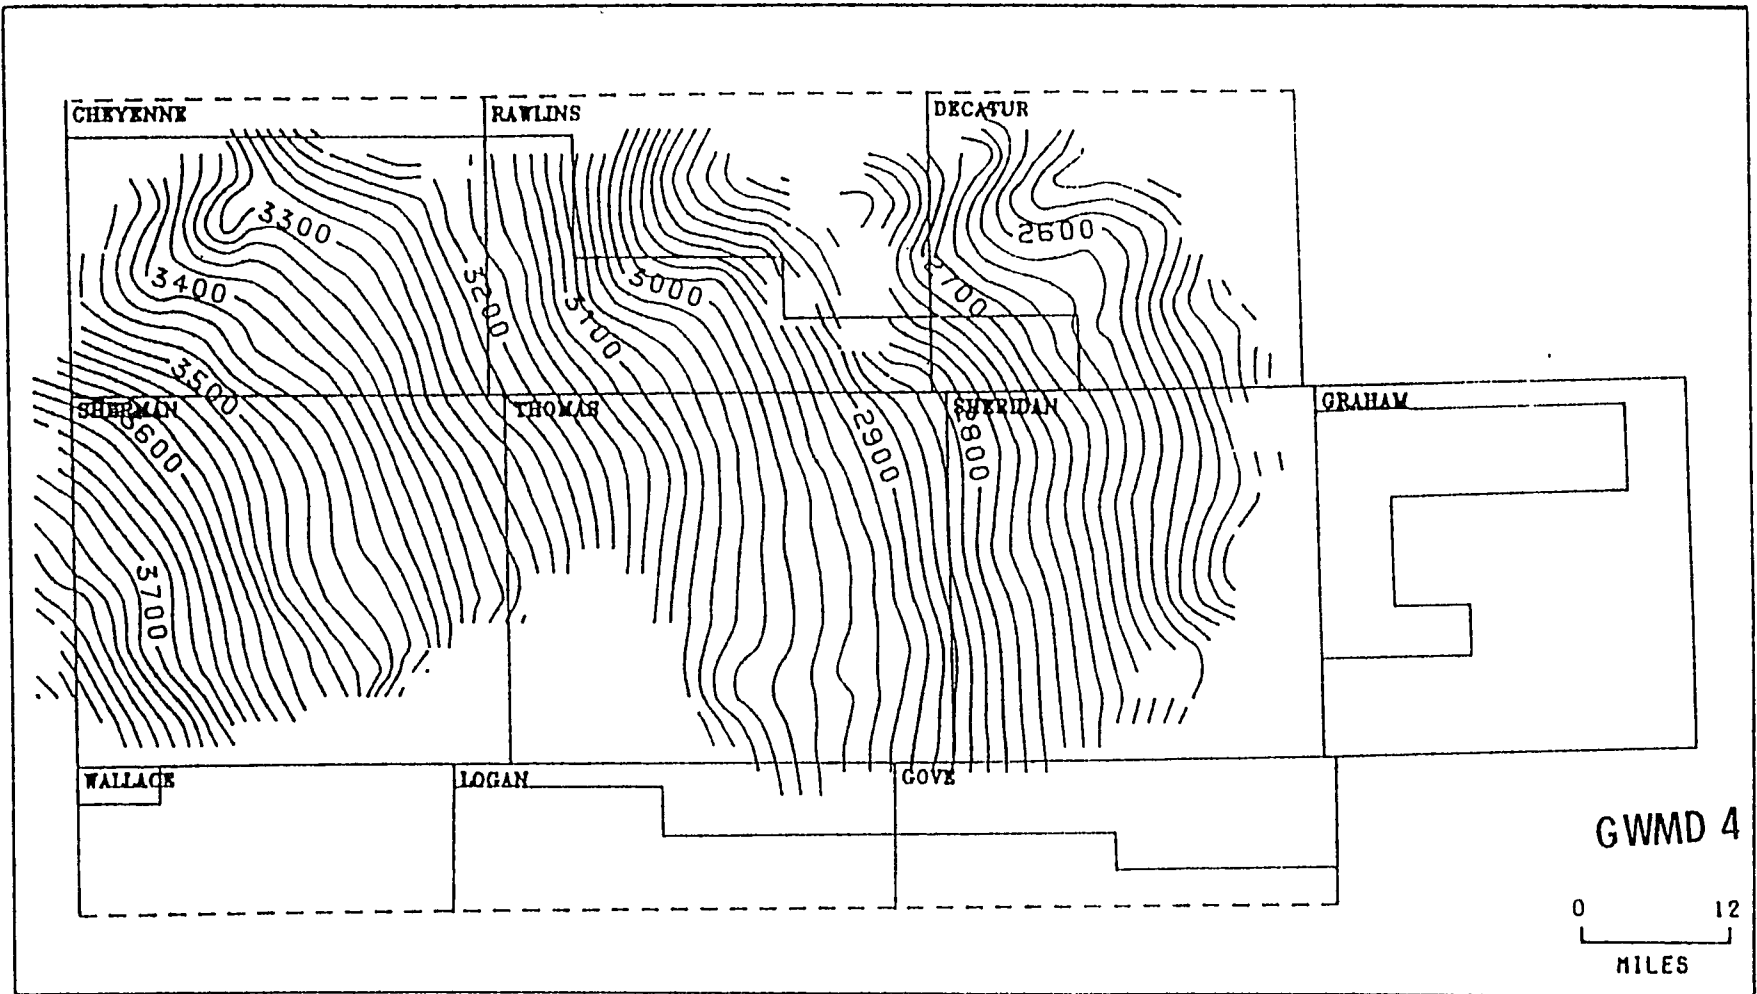 CHEYENNE
RAWLINS
DECATUR
3300
2600
3400
3200
3000
2700
3100
3500
SHERMAN
THOMAS
SHERIDAN
GRAHAM
3600
2900
2800
3700
WALLACE
LOGAN
GOVE
GWMD 4
0 12
MILES